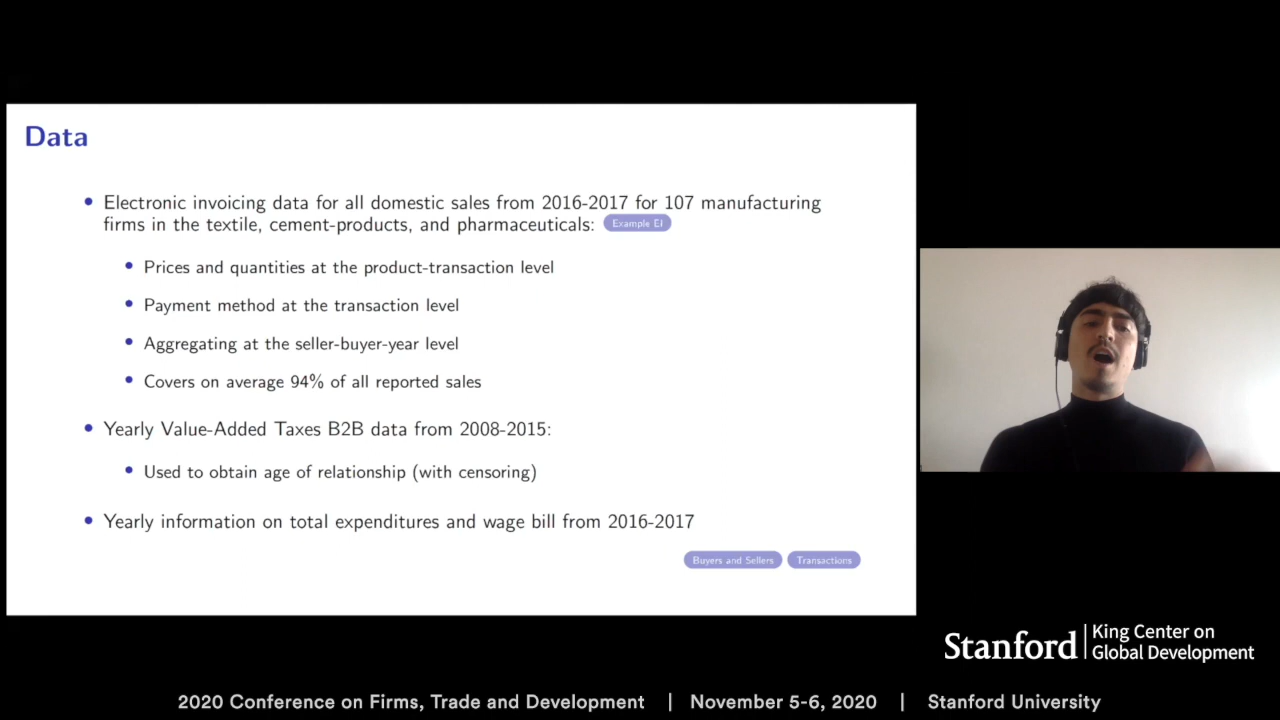 Data
Electronic invoicing data for all domestic sales from 2016-2017 for 107 manufacturing
firms in the textile, cement-products, and pharmaceuticals: Example EI
Prices and quantities at the product-transaction level
Payment method at the transaction level
Aggregating at the seller-buyer-year level
Covers on average 94% of all reported sales
Yearly Value-Added Taxes B2B data from 2008-2015:
Used to obtain age of relationship (with censoring)
Yearly information on total expenditures and wage bill from 2016-2017
Buyers and Sellers Transactions
Stanford | King Center on
Global Development
2020 Conference on Firms, Trade and Development | November 5-6, 2020 | Stanford University